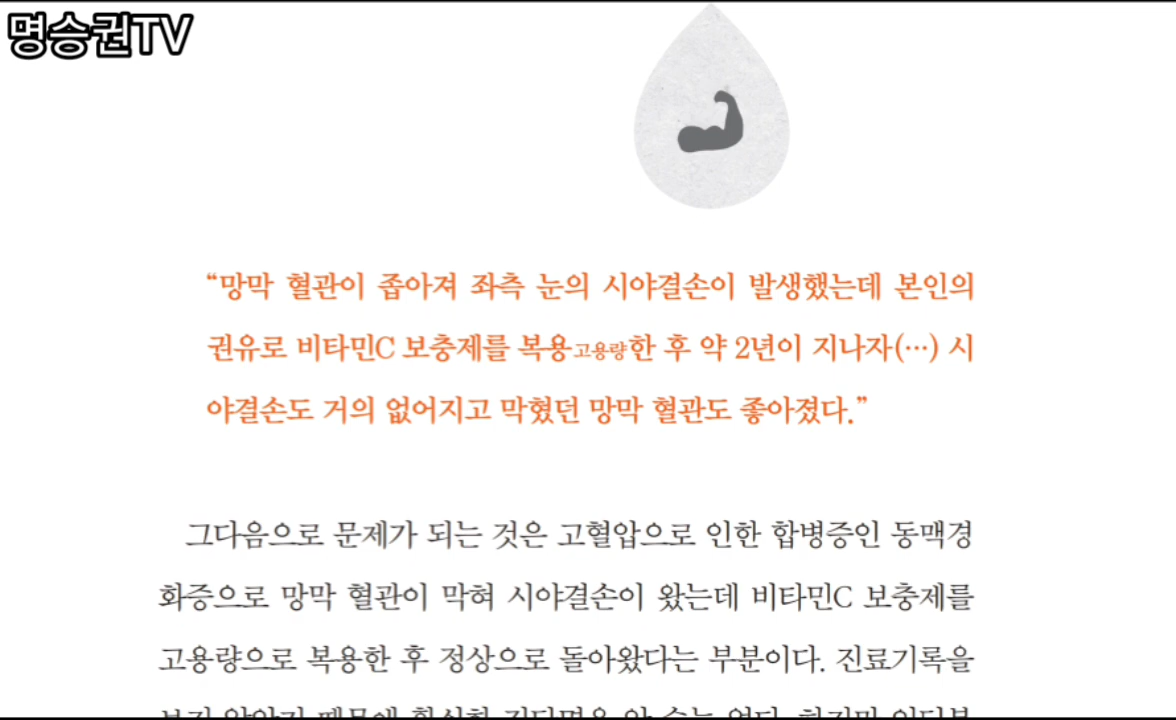 명승권TV
“망막 혈관이 좁아져 좌측 눈의 시야결손이 발생했는데 본인의
권유로 비타민C 보충제를 복용고용량한 후 약 2년이 지나자(…) 시
야결손도 거의 없어지고 막혔던 망막 혈관도 좋아졌다.”
그다음으로 문제가 되는 것은 고혈압으로 인한 합병증인 동맥경
화증으로 망막 혈관이 막혀 시야결손이 왔는데 비타민C 보충제를
고용량으로 복용한 후 정상으로 돌아왔다는 부분이다. 진료기록을